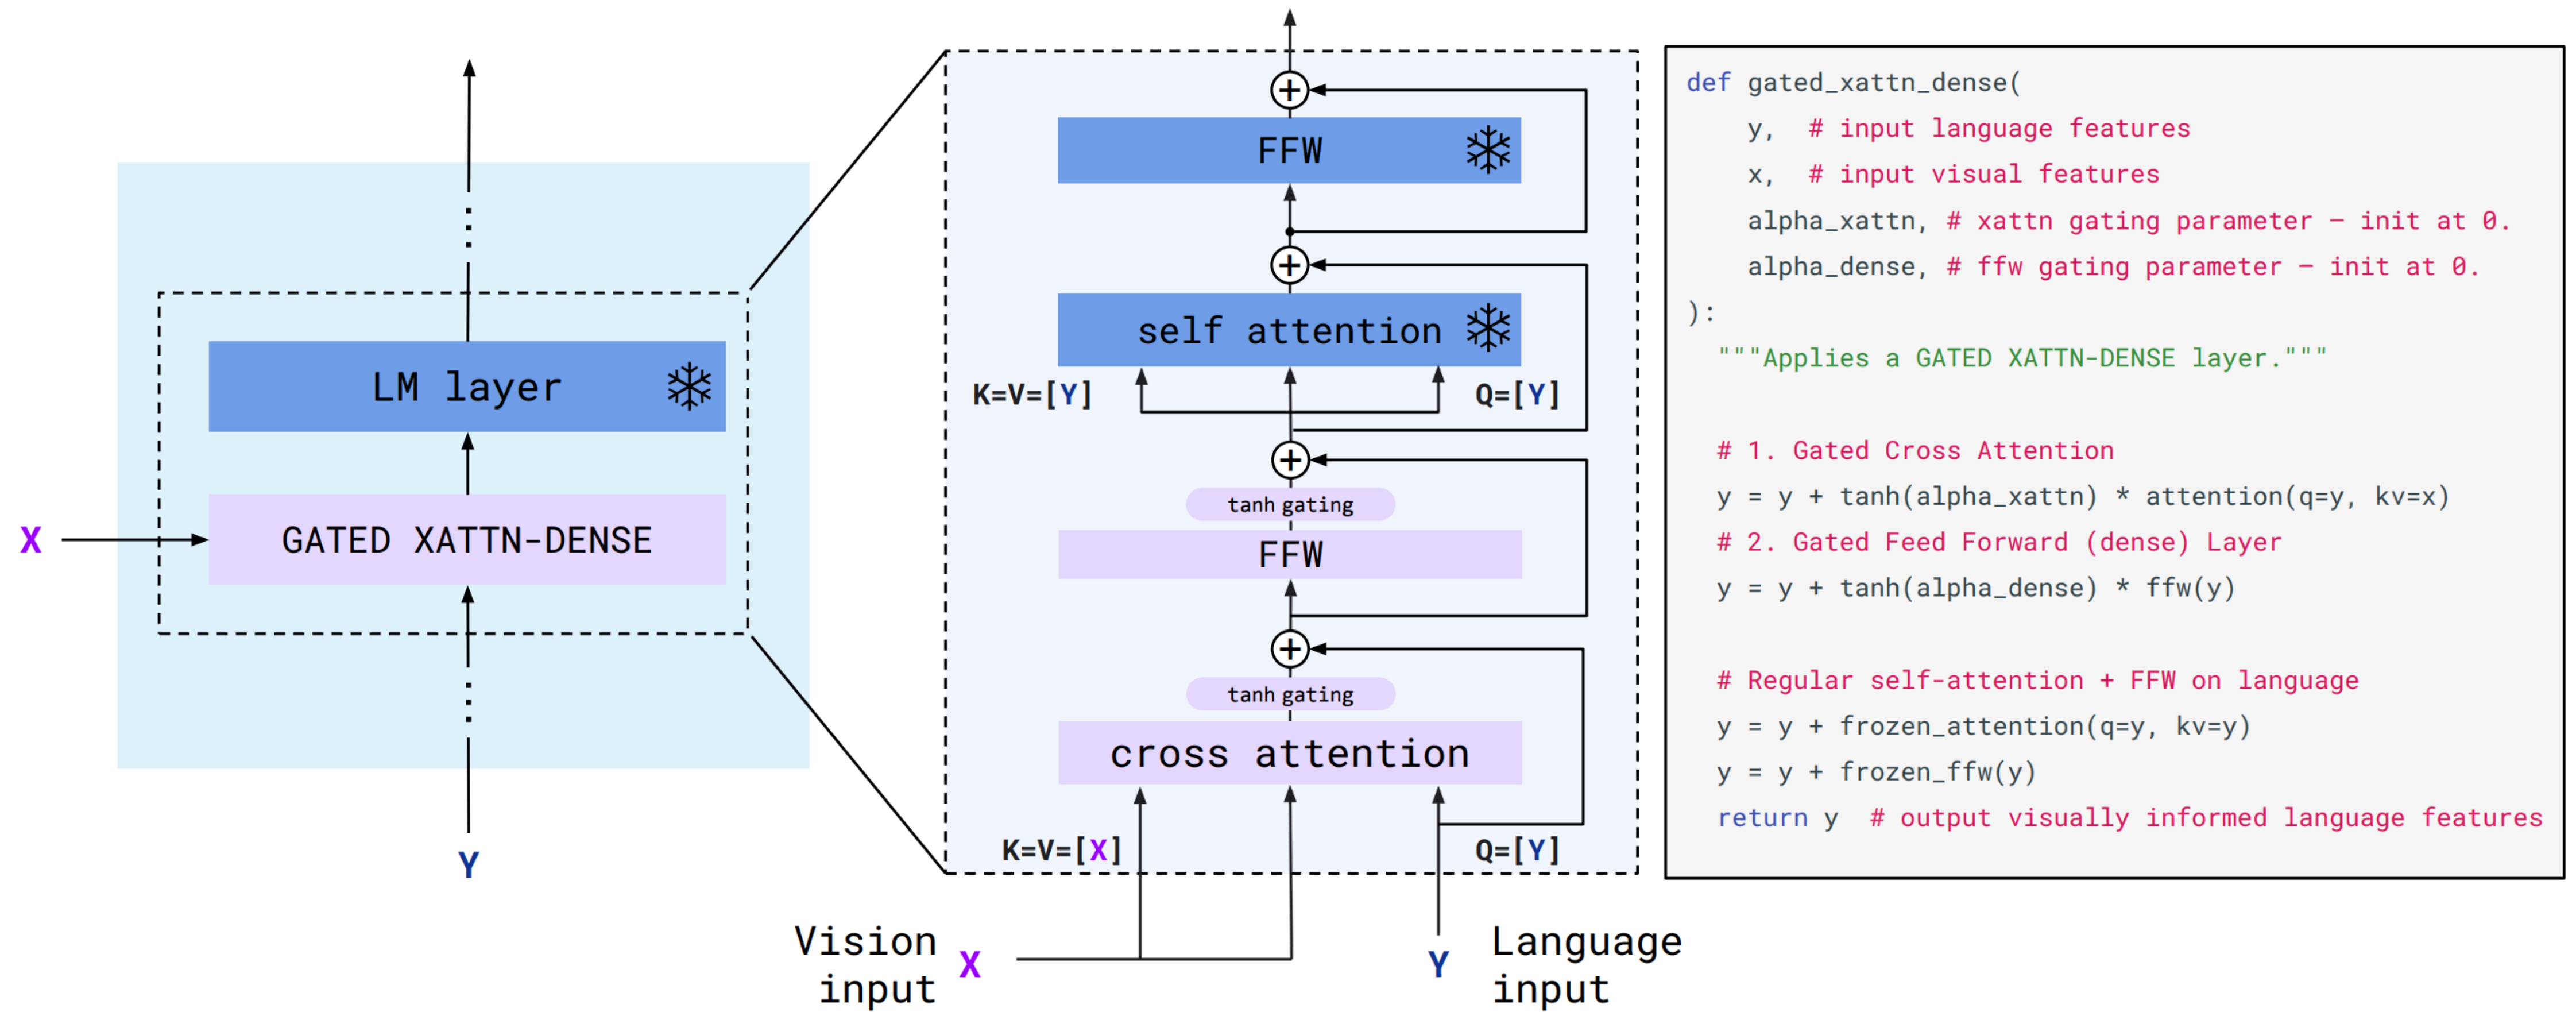 LM layer
GATED XATTN-DENSE
X
Y
FFW
self attention
K=V=[Y]
Q=[Y]
tanh gating
FFW
tanh gating
cross attention
K=V=[X]
Q=[Y]
Vision
input
X
Y
Language
input
def gated_xattn_dense(
y, # input language features
x, # input visual features
alpha_xattn, # xattn gating parameter – init at 0.
alpha_dense, # ffw gating parameter – init at 0.
):
"""Applies a GATED XATTN-DENSE layer."""
# 1. Gated Cross Attention
y = y + tanh(alpha_xattn) * attention(q=y, kv=x)
# 2. Gated Feed Forward (dense) Layer
y = y + tanh(alpha_dense) * ffw(y)
# Regular self-attention + FFW on language
y = y + frozen_attention(q=y, kv=y)
y = y + frozen_ffw(y)
return y # output visually informed language features